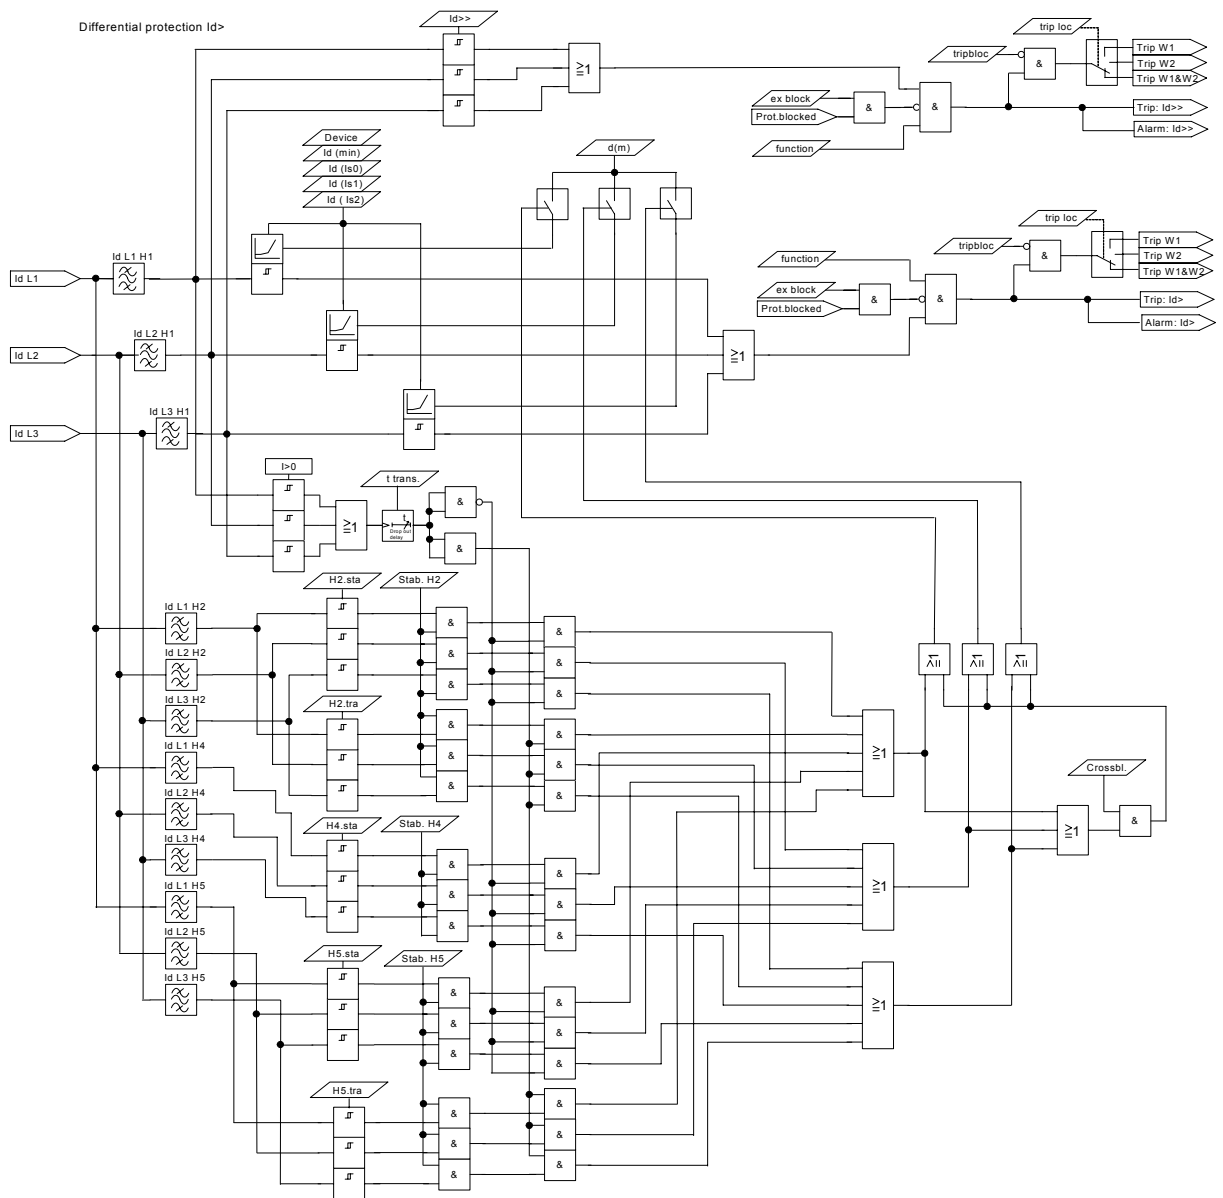 Differential protection Id>
Id>>
≧1
tripbloc
&
trip loc
Trip W1
Trip W2
Trip W1&W2
ex block
Prot.blocked
&
&
function
Trip: Id>>
Alarm: Id>>
Device
Id (min)
Id (Is0)
Id (Is1)
Id ( Is2)
d(m)
trip loc
tripbloc
&
Trip W1
Trip W2
Trip W1&W2
function
ex block
Prot.blocked
&
&
Trip: Id>
Alarm: Id>
Id L1
Id L1 H1
Id L2
Id L2 H1
≧1
Id L3
Id L3 H1
I>0
≧1
t trans.
t
Drop out
delay
&
&
H2.sta
Stab. H2
Id L1 H2
Id L2 H2
Id L3 H2
&
&
&
&
&
&
≧1
≧1
≧1
H2.tra
&
&
&
&
&
&
≧1
Id L1 H4
Id L2 H4
Id L3 H4
Crossbl.
≧1
&
H4.sta
Stab. H4
&
&
&
&
&
&
≧1
Id L1 H5
Id L2 H5
Id L3 H5
H5.sta
Stab. H5
&
&
&
&
&
&
≧1
H5.tra
&
&
&
&
&
&